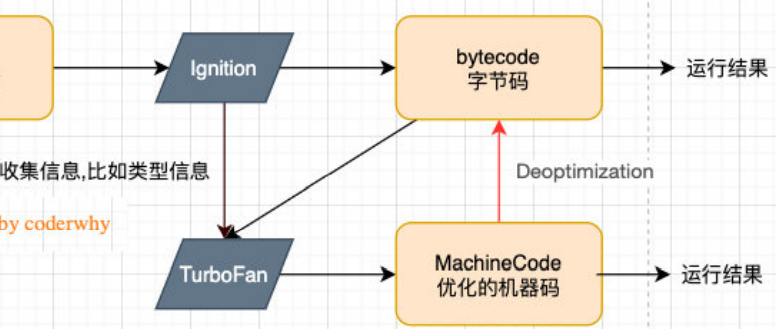 Ignition
bytecode
字节码
运行结果
收集信息,比如类型信息
Deoptimization
by coderwhy
TurboFan
MachineCode
优化的机器码
运行结果